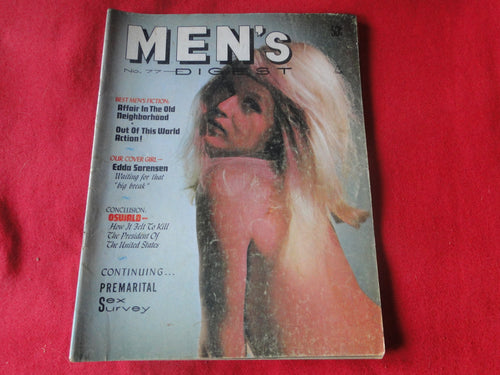 MEN's
No. 77
DIGEST
BEST MEN'S FICTION:
Affair In The Old
Neighborhood
Out Of This World
Action!
OUR COVER GIRL—
Edda Sorensen
Waiting for that
"big break"
CONCLUSION:
OSWALD—
How It Felt To Kill
The President Of
The United States
CONTINUING...
PREMARITAL
Sex
Survey